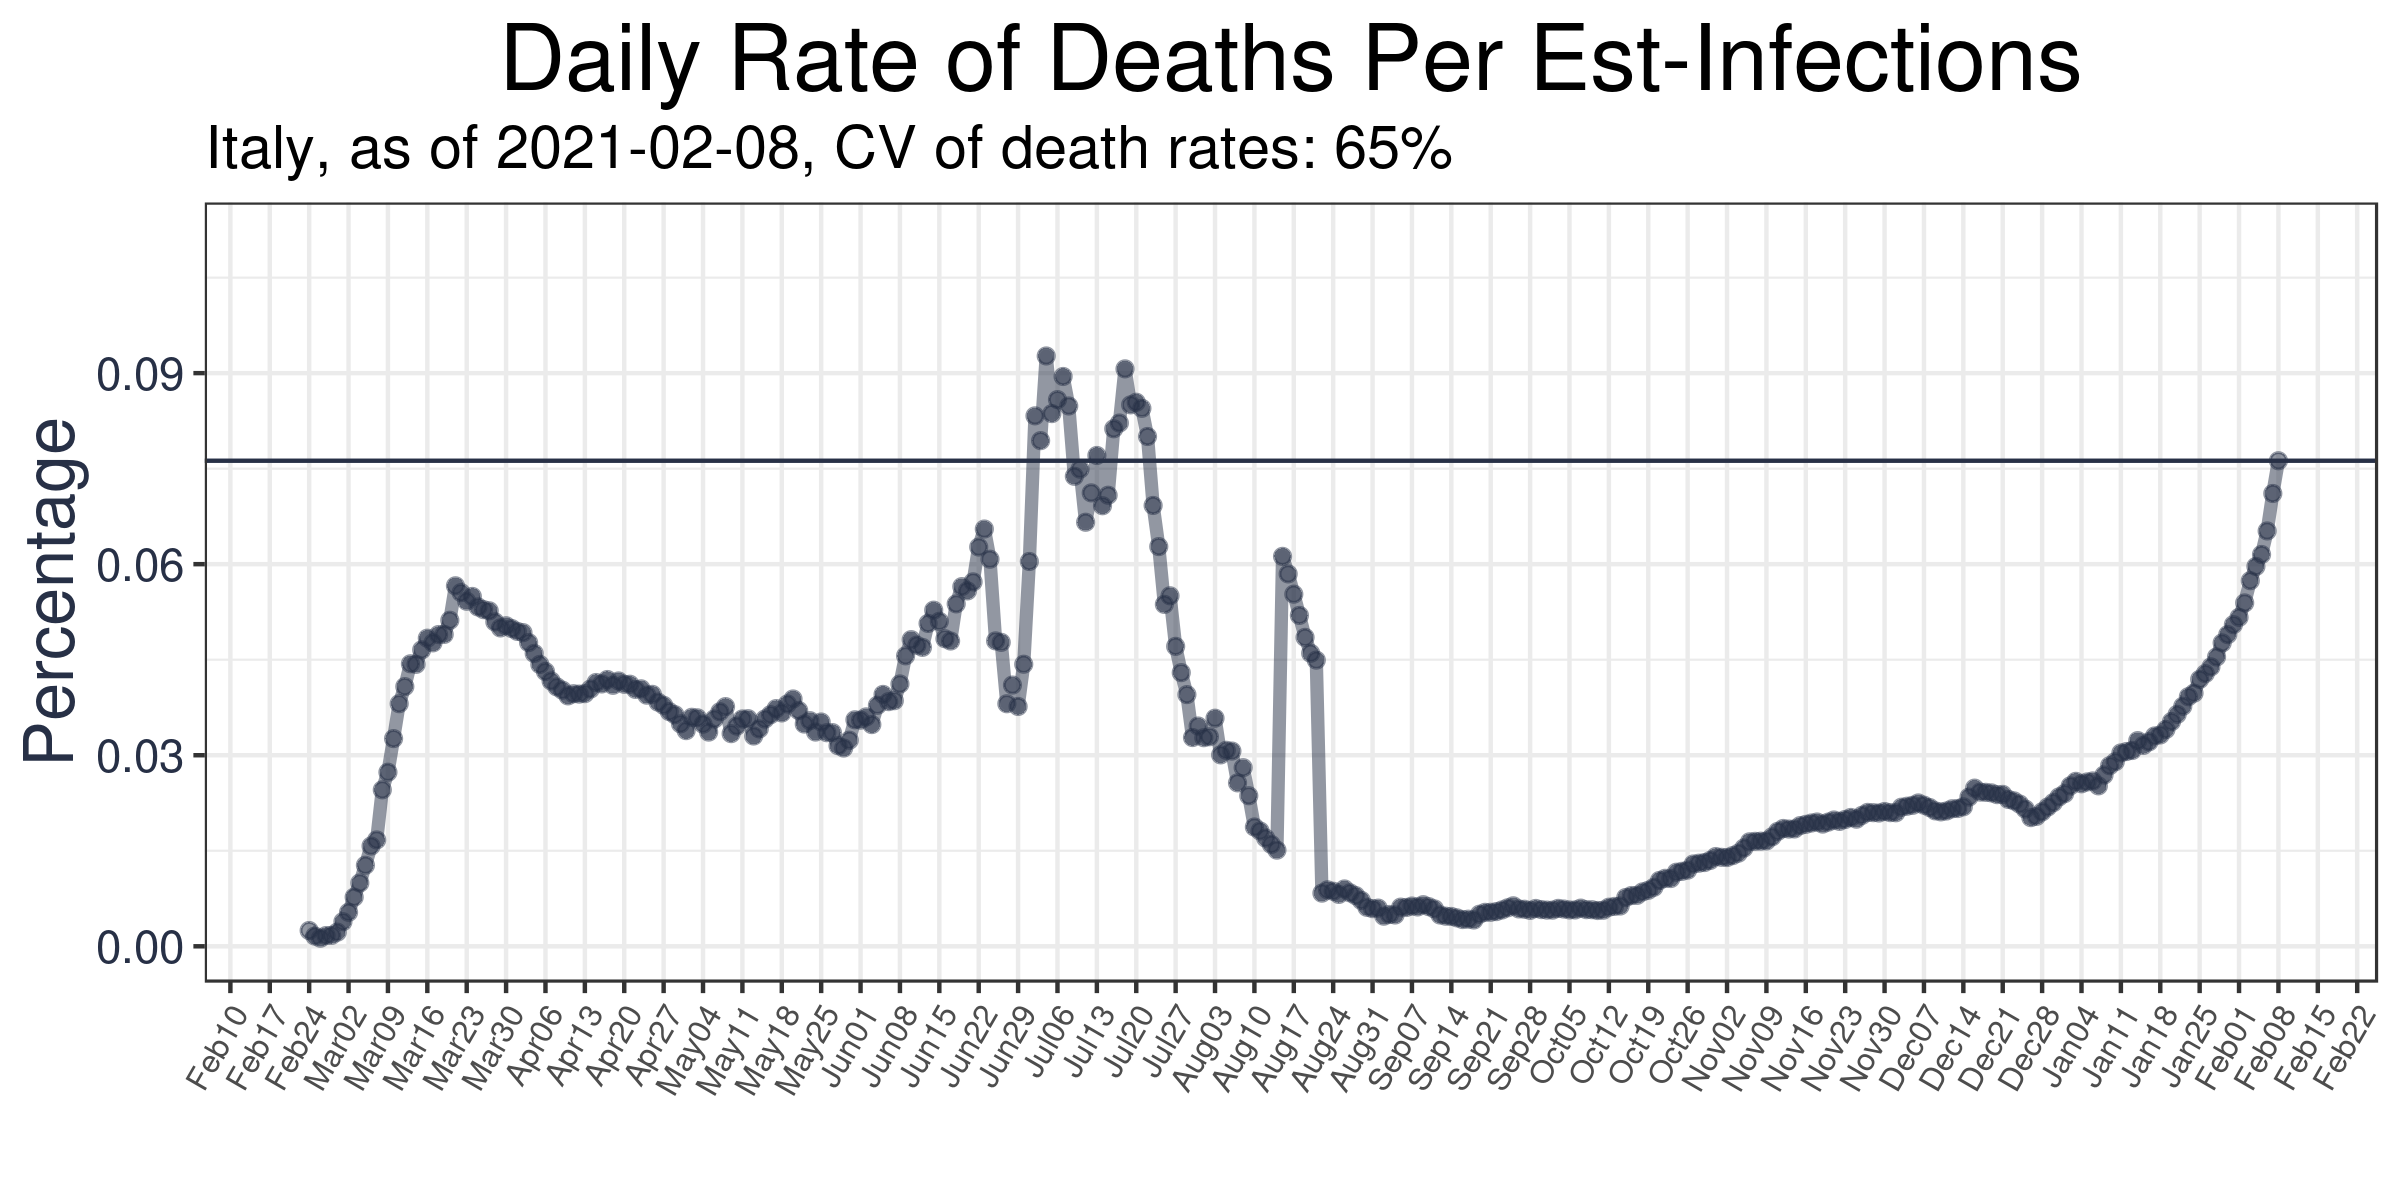 Daily Rate of Deaths Per Est-Infections
Italy, as of 2021-02-08, CV of death rates: 65%
Percentage
0.09
0.06
0.03
0.00
Feb10
Feb17
Feb24
Mar02
Mar09
Mar16
Mar23
Mar30
Apr06
Apr13
Apr20
Apr27
May04
May11
May18
May25
Jun01
Jun08
Jun15
Jun22
Jun29
Jul06
Jul13
Jul20
Jul27
Aug03
Aug10
Aug17
Aug24
Aug31
Sep07
Sep14
Sep21
Sep28
Oct05
Oct12
Oct19
Oct26
Nov02
Nov09
Nov16
Nov23
Nov30
Dec07
Dec14
Dec21
Dec28
Jan04
Jan11
Jan18
Jan25
Feb01
Feb08
Feb15
Feb22